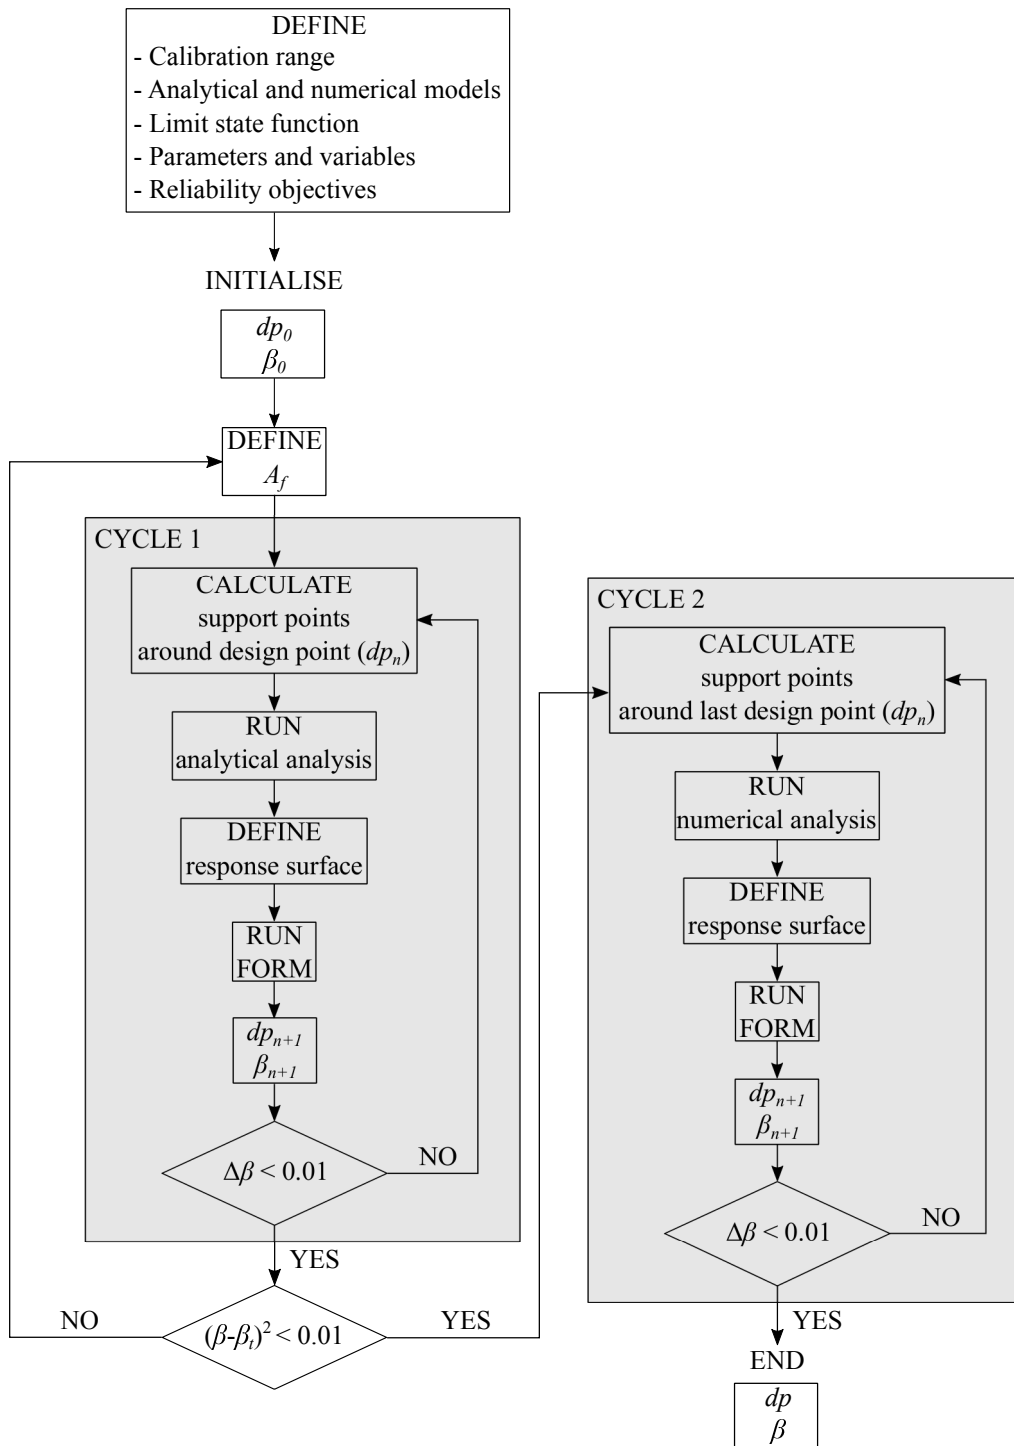 DEFINE
- Calibration range
- Analytical and numerical models
- Limit state function
- Parameters and variables
- Reliability objectives
INITIALISE
dp0
β0
DEFINE
Af
CYCLE 1
CALCULATE
support points
around design point (dpn)
RUN
analytical analysis
DEFINE
response surface
RUN
FORM
dpn+1
βn+1
Δβ < 0.01
NO
YES
(β-βt)² < 0.01
NO
YES
CYCLE 2
CALCULATE
support points
around last design point (dpn)
RUN
numerical analysis
DEFINE
response surface
RUN
FORM
dpn+1
βn+1
Δβ < 0.01
NO
YES
END
dp
β